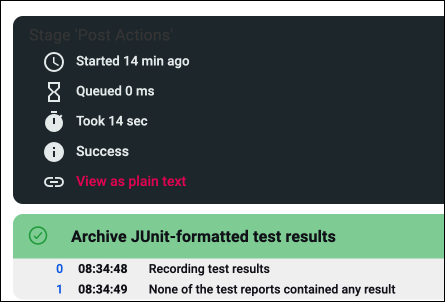 Stage 'Post Actions'
Started 14 min ago
Queued 0 ms
Took 14 sec
Success
View as plain text
Archive JUnit-formatted test results
0 08:34:48 Recording test results
1 08:34:49 None of the test reports contained any result